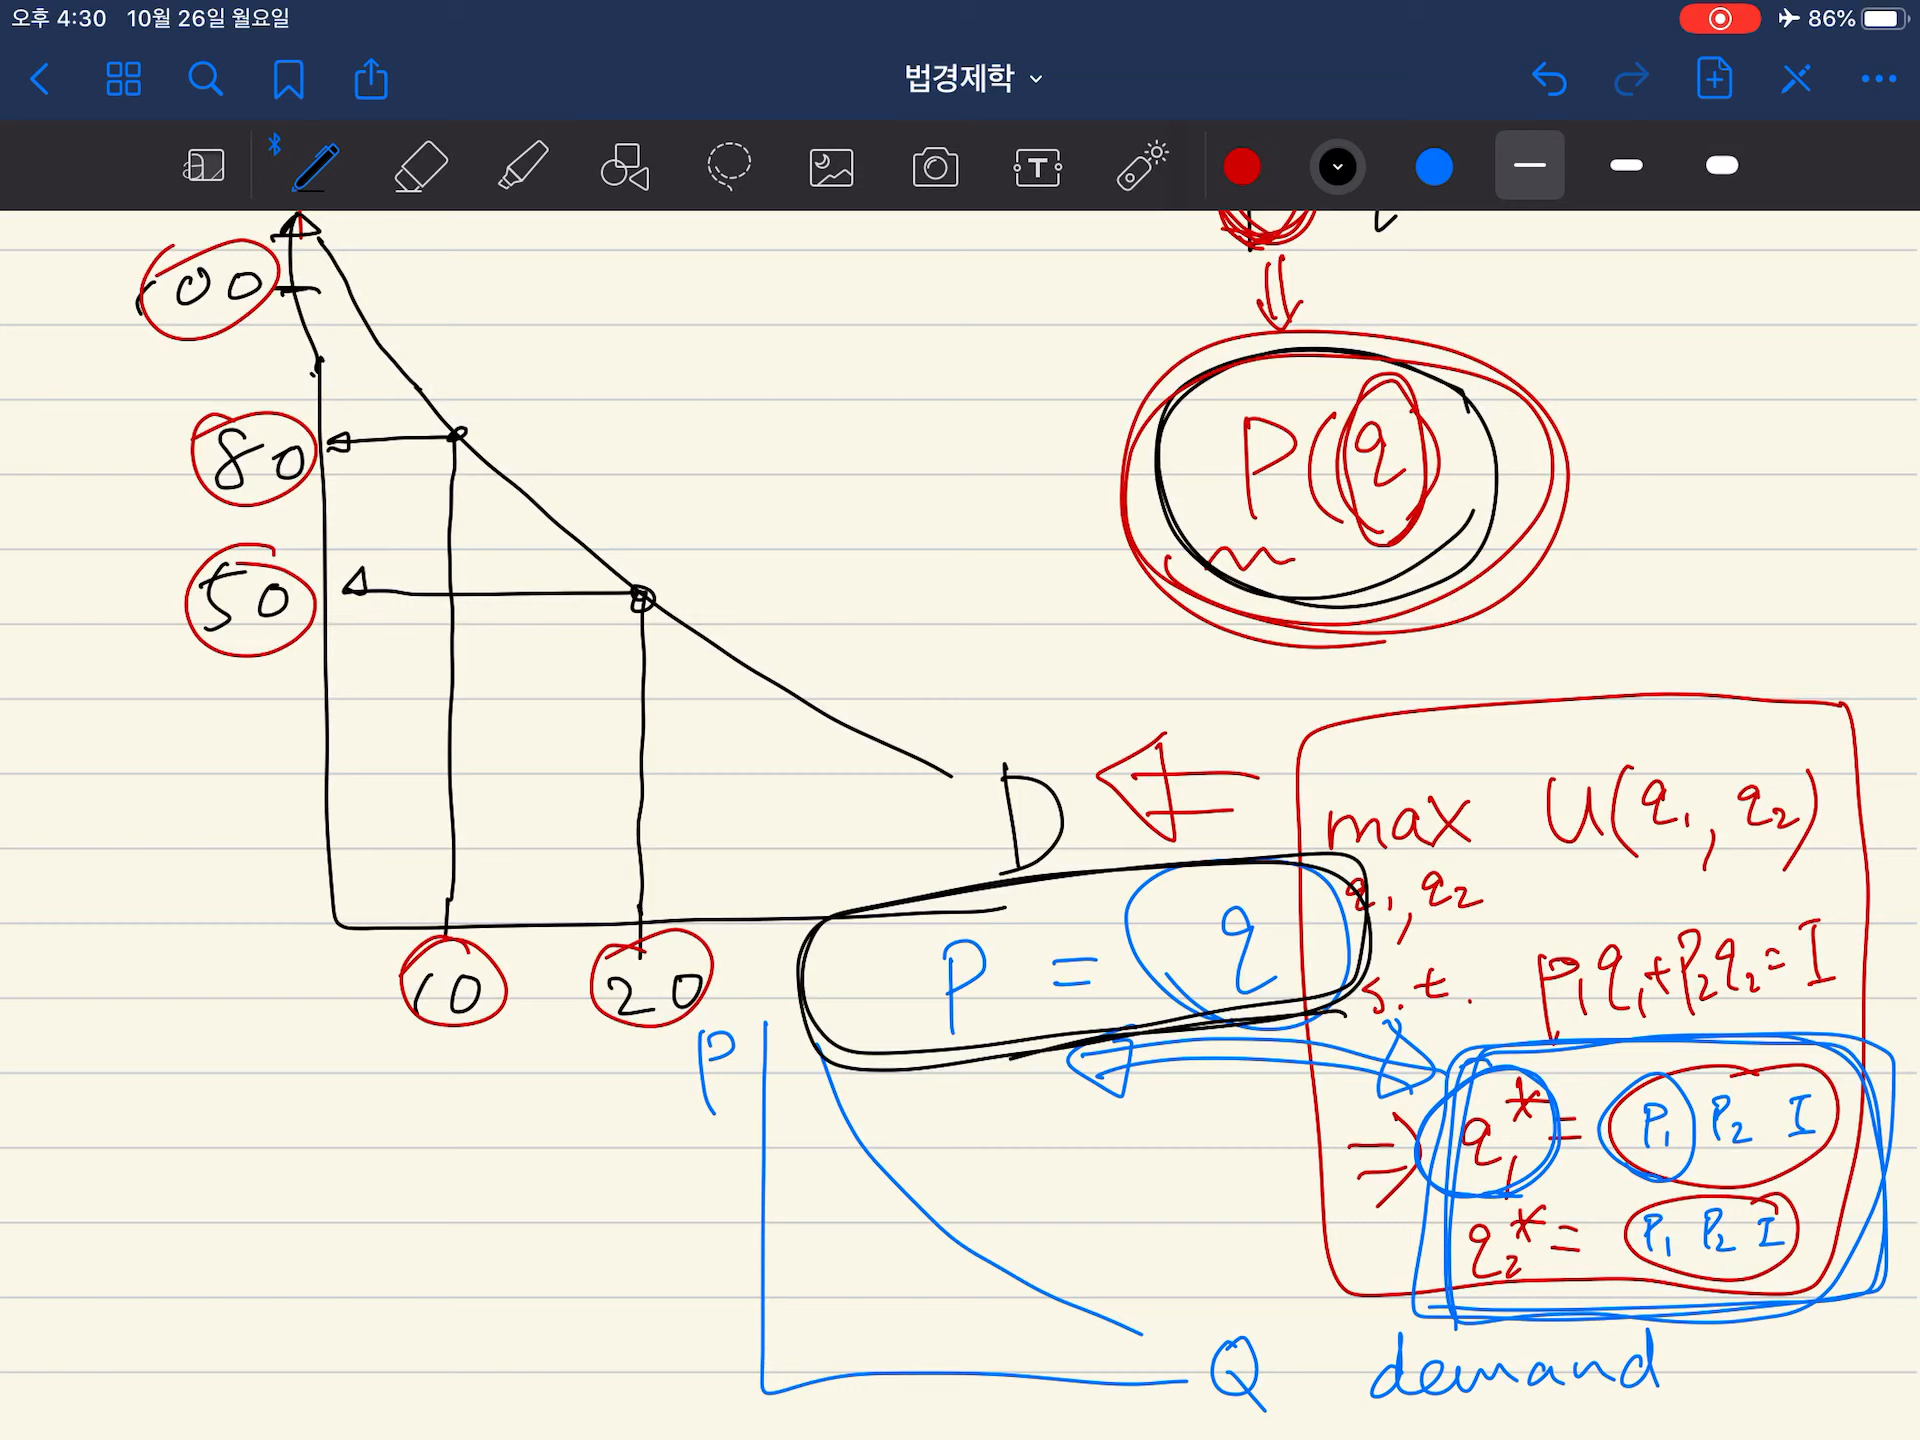 오후 4:30 10월 26일 월요일
86%
법경제학
100
80
50
10
20
D
P(q)
max U(q₁, q₂)
q₁, q₂
s.t. P₁q₁+P₂q₂=I
P = q
⇒ q₁* = P₁ P₂ I
q₂* = P₁ P₂ I
P
Q
demand